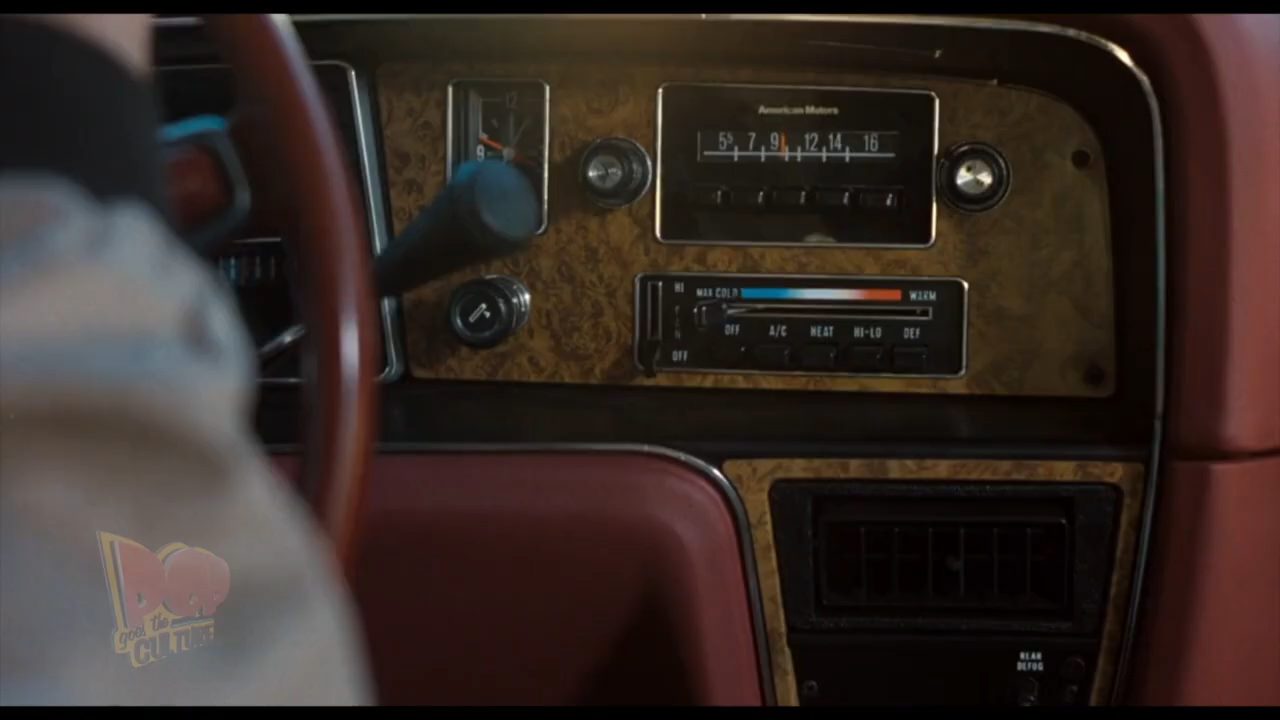 12
9
American Motors
5⁵ 7 9 12 14 16
HI
MAX COLD WARM
FAN
OFF A/C HEAT HI-LO DEF
OFF
REAR
DEFOG
POP
goes the
CULTURE